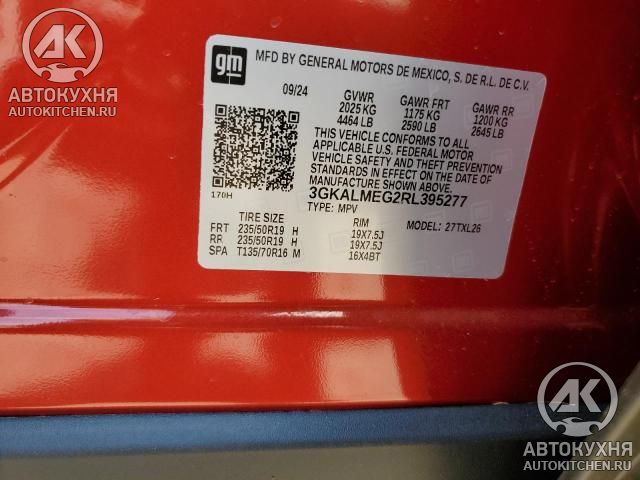 AK
АВТОКУХНЯ
AUTOKITCHEN.RU
gm
MFD BY GENERAL MOTORS DE MEXICO, S. DE R.L. DE C.V.
09/24 GVWR GAWR FRT GAWR RR
2025 KG 1175 KG 1200 KG
4464 LB 2590 LB 2645 LB
THIS VEHICLE CONFORMS TO ALL
APPLICABLE U.S. FEDERAL MOTOR
VEHICLE SAFETY AND THEFT PREVENTION
STANDARDS IN EFFECT ON THE DATE OF
MANUFACTURE SHOWN ABOVE.
170H 3GKALMEG2RL395277
TYPE: MPV MODEL: 27TXL26
TIRE SIZE RIM
FRT 235/50R19 H 19X7.5J
RR 235/50R19 H 19X7.5J
SPA T135/70R16 M 16X4BT
AK
АВТОКУХНЯ
AUTOKITCHEN.RU